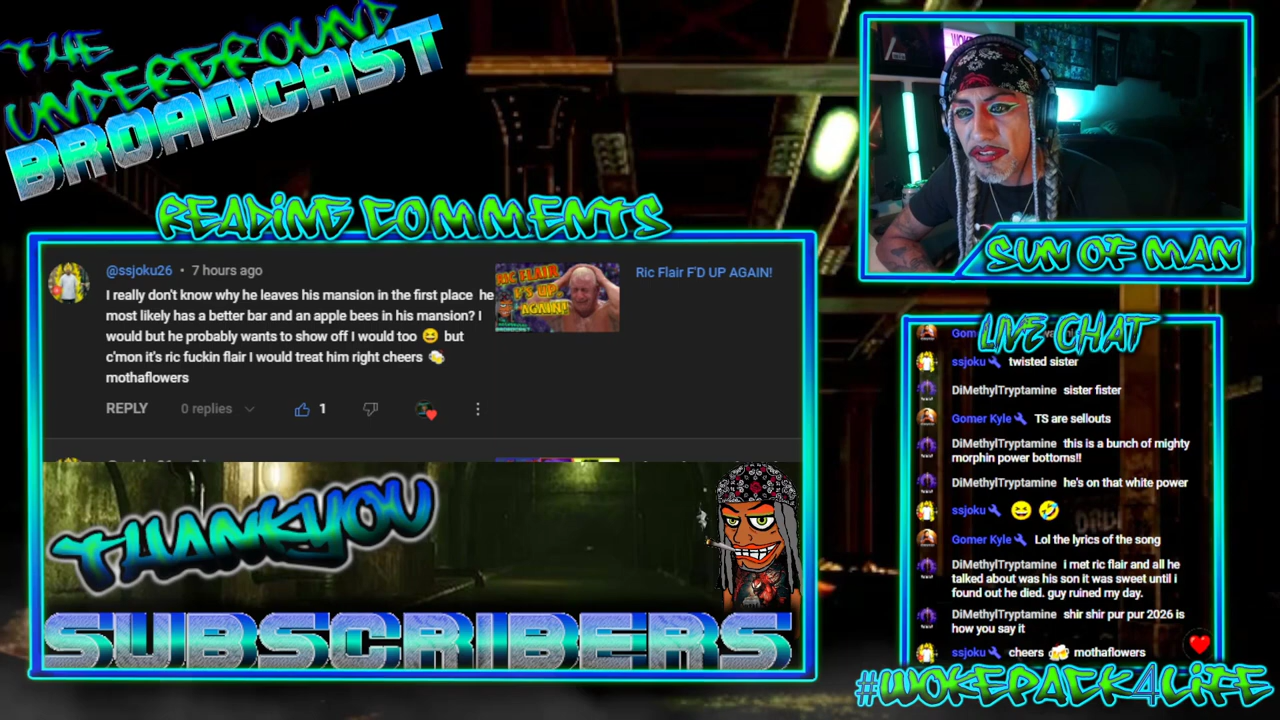 THE
UNDERGROUND
BROADCAST
READING COMMENTS
@ssjoku26 • 7 hours ago
I really don't know why he leaves his mansion in the first place he
most likely has a better bar and an apple bees in his mansion? I
would but he probably wants to show off I would too 😆 but
c'mon it's ric fuckin flair I would treat him right cheers 🍻
mothaflowers
REPLY 0 replies 1
RIC FLAIR
F'S UP
AGAIN!
Ric Flair F'D UP AGAIN!
THANKYOU
SUBSCRIBERS
SUN OF MAN
LIVE CHAT
Gom
ssjoku twisted sister
DiMethylTryptamine sister fister
Gomer Kyle TS are sellouts
DiMethylTryptamine this is a bunch of mighty
morphin power bottoms!!
DiMethylTryptamine he's on that white power
ssjoku 😆 🤣
Gomer Kyle Lol the lyrics of the song
DiMethylTryptamine i met ric flair and all he
talked about was his son it was sweet until i
found out he died. guy ruined my day.
DiMethylTryptamine shir shir pur pur 2026 is
how you say it
ssjoku cheers 🍻 mothaflowers
#WOKEPACK4LIFE